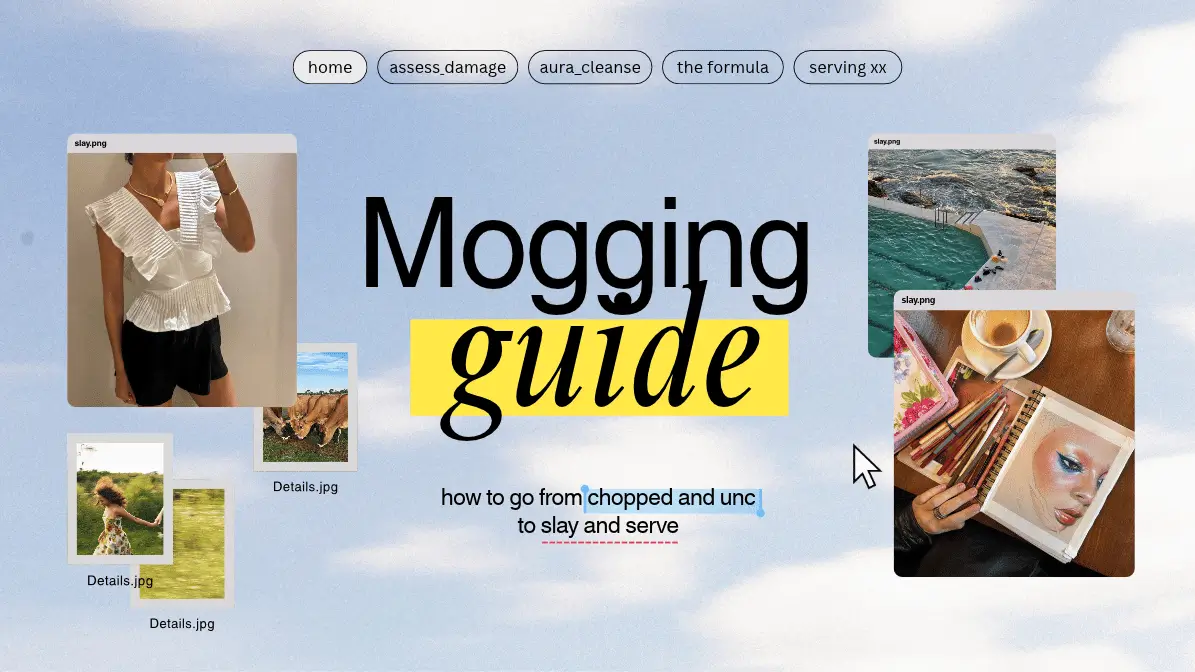 home
assess_damage
aura_cleanse
the formula
serving xx
slay.png
slay.png
Mogging
guide
slay.png
Details.jpg
how to go from chopped and unc
to slay and serve
Details.jpg
Details.jpg